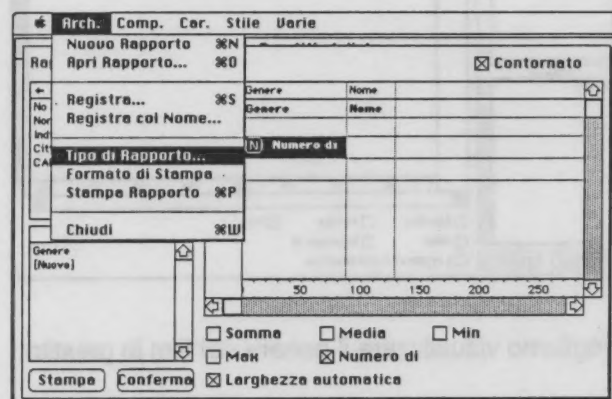 Arch. Comp. Car. Stile Varie
Nuovo Rapporto ⌘N
Apri Rapporto... ⌘O
Registra... ⌘S
Registra col Nome...
Tipo di Rapporto...
Formato di Stampa
Stampa Rapporto ⌘P
Chiudi ⌘W
Contornato
No
CAP
Genere Nome
Genere Nome
N Numero di
Genere
[Nuovo]
50 100 150 200 250
Somma Media Min
Max Numero di
Larghezza automatica
Stampa Conferma